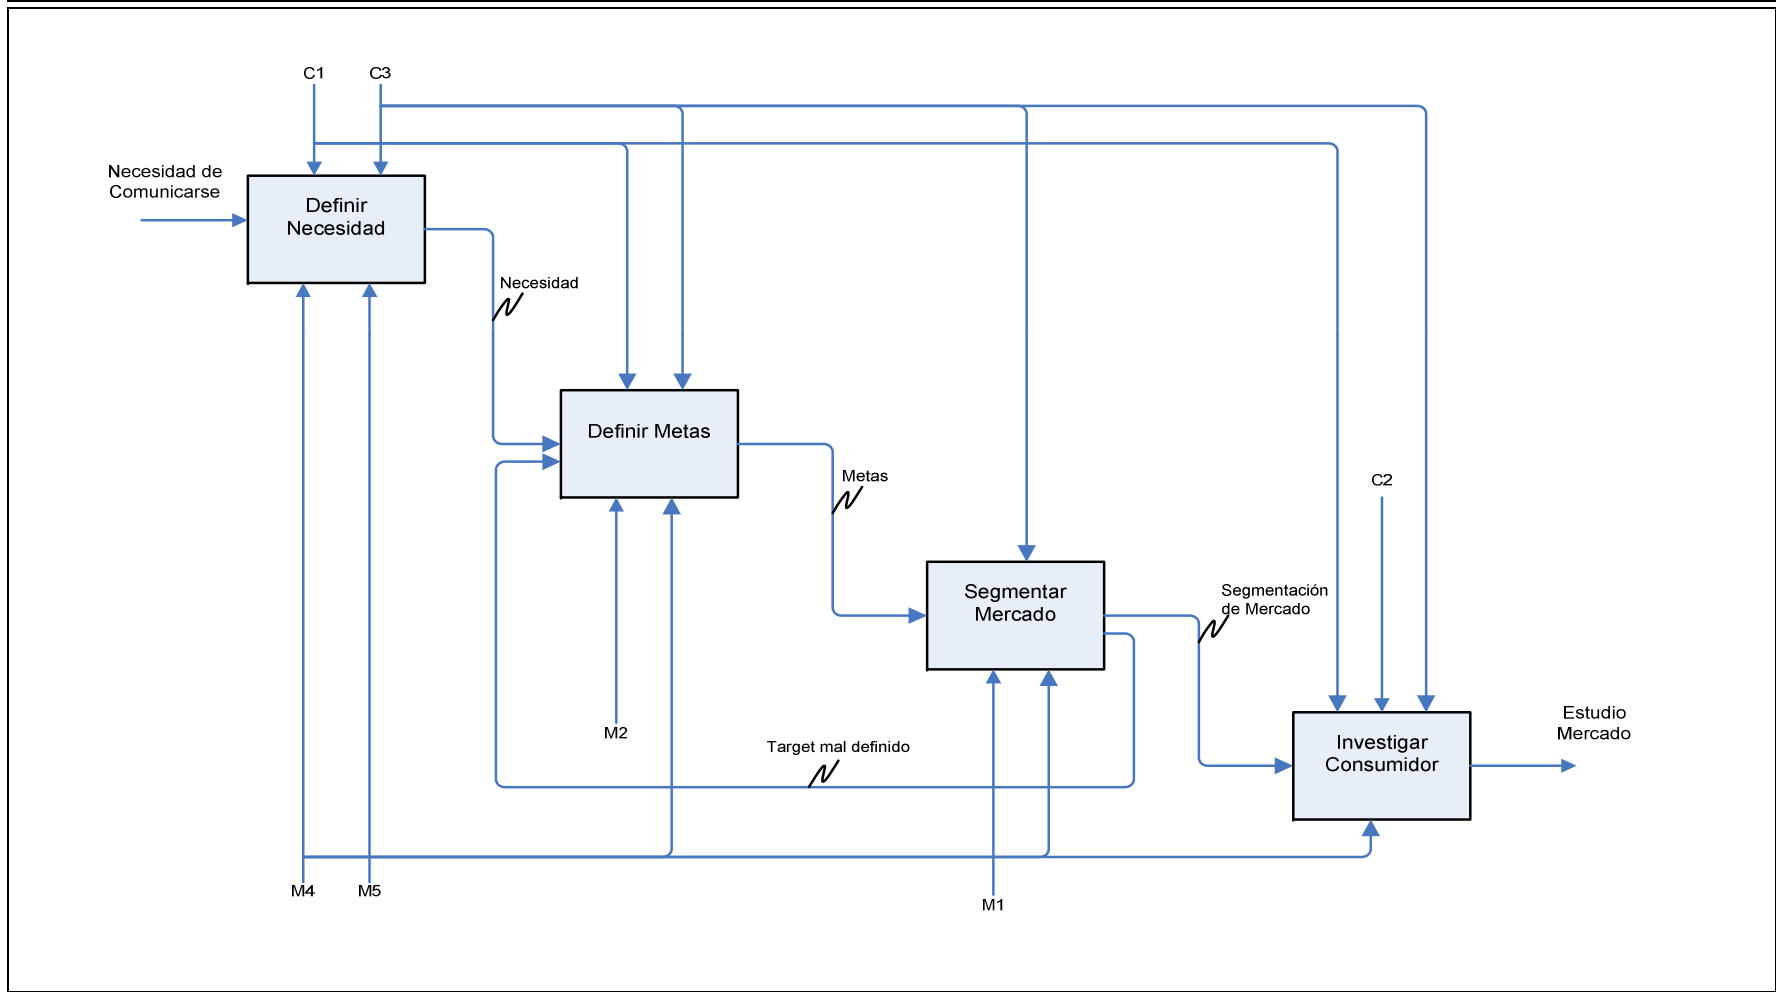 C1
C3
Necesidad de
Comunicarse
Definir
Necesidad
Necesidad
Definir Metas
Metas
C2
Segmentar
Mercado
Segmentación
de Mercado
M2
Target mal definido
Investigar
Consumidor
Estudio
Mercado
M4
M5
M1